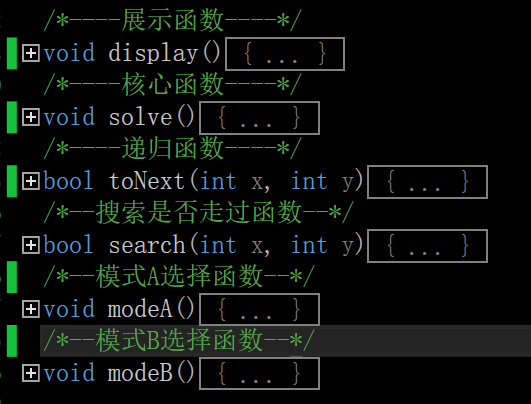 /*----展示函数----*/
void display() { ... }
/*----核心函数----*/
void solve() { ... }
/*----递归函数----*/
bool toNext(int x, int y) { ... }
/*--搜索是否走过函数--*/
bool search(int x, int y) { ... }
/*--模式A选择函数--*/
void modeA() { ... }
/*--模式B选择函数--*/
void modeB() { ... }